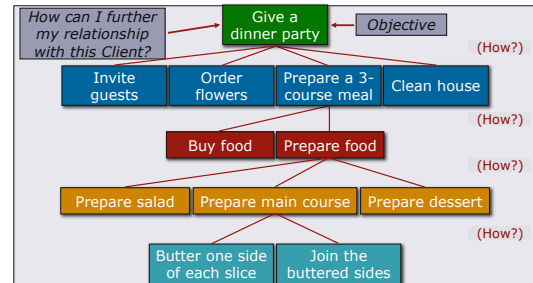 How can I further
my relationship
with this Client?
Give a
dinner party
Objective
(How?)
Invite
guests
Order
flowers
Prepare a 3-
course meal
Clean house
(How?)
Buy food
Prepare food
(How?)
Prepare salad
Prepare main course
Prepare dessert
(How?)
Butter one side
of each slice
Join the
buttered sides